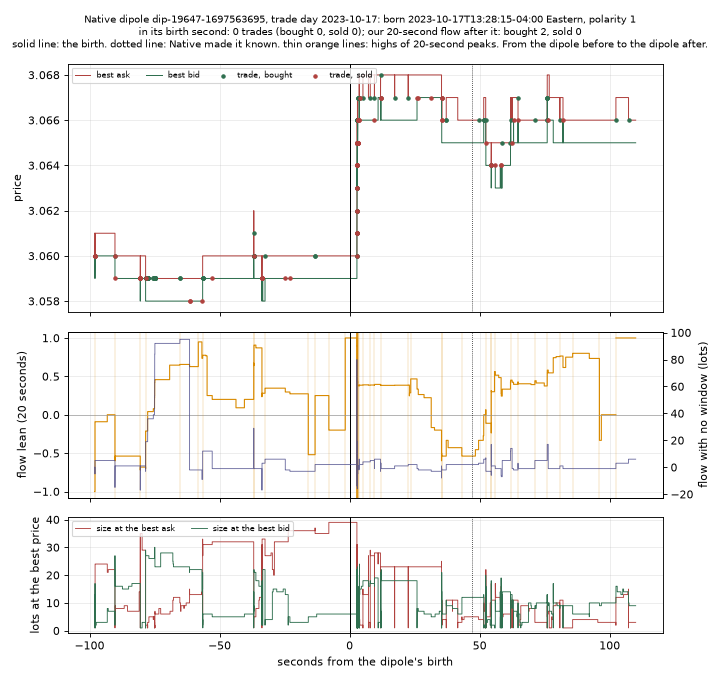 Native dipole dip-19647-1697563695, trade day 2023-10-17: born 2023-10-17T13:28:15-04:00 Eastern, polarity 1
in its birth second: 0 trades (bought 0, sold 0); our 20-second flow after it: bought 2, sold 0
solid line: the birth. dotted line: Native made it known. thin orange lines: highs of 20-second peaks. From the dipole before to the dipole after.
best ask
best bid
trade, bought
trade, sold
3.068
3.066
3.064
3.062
3.060
3.058
price
1.0
0.5
0.0
−0.5
−1.0
flow lean (20 seconds)
100
80
60
40
20
0
−20
flow with no window (lots)
size at the best ask
size at the best bid
40
30
20
10
0
lots at the best price
−100
−50
0
50
100
seconds from the dipole's birth